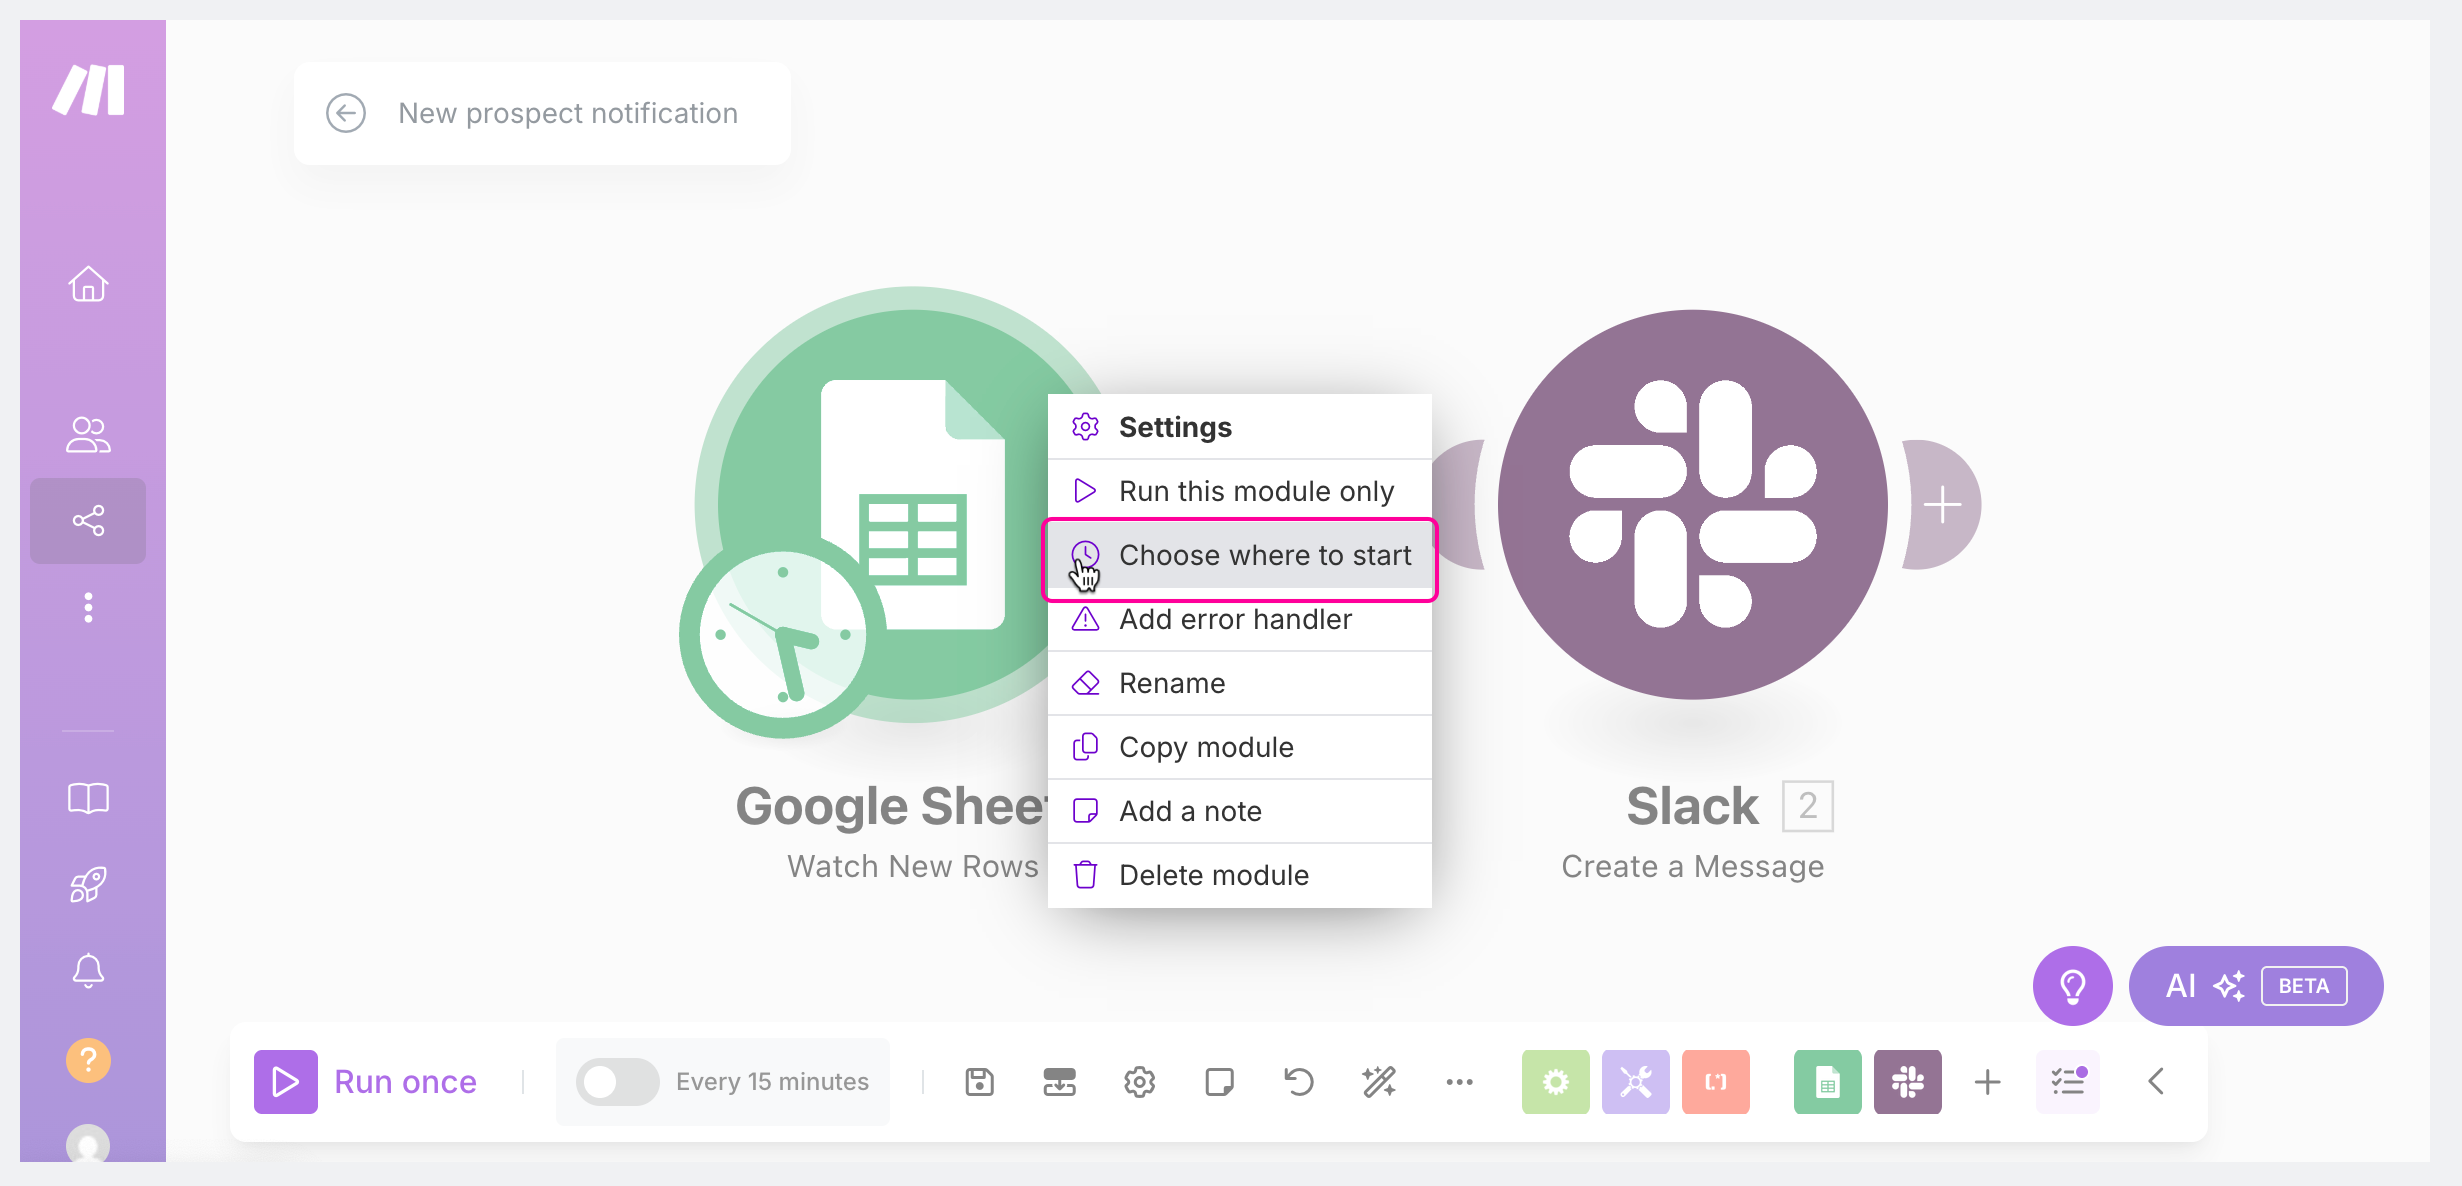 New prospect notification
Settings
Run this module only
Choose where to start
Add error handler
Rename
Copy module
Add a note
Delete module
Google Sheet
Watch New Rows
Slack 2
Create a Message
AI BETA
?
Run once
Every 15 minutes
[.*]